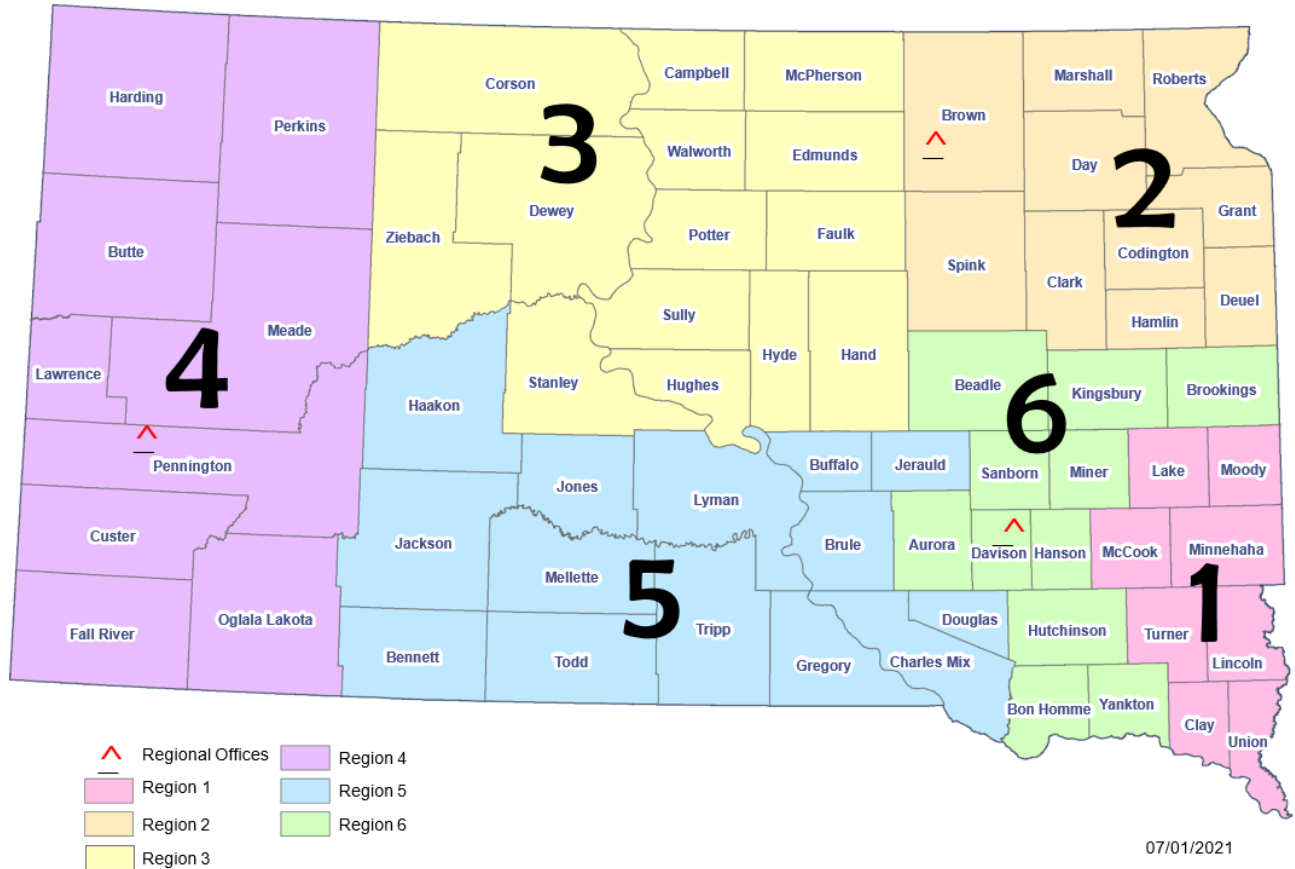 Harding
Perkins
Corson
Campbell
McPherson
Brown
Marshall
Roberts
3
Walworth
Edmunds
Day
2
Butte
Ziebach
Dewey
Potter
Faulk
Spink
Grant
Codington
Clark
Deuel
Hamlin
Meade
Sully
Hyde
Hand
Lawrence
4
Stanley
Hughes
Beadle
6
Kingsbury
Brookings
Haakon
Pennington
Buffalo
Jerauld
Sanborn
Miner
Lake
Moody
Jones
Lyman
Custer
Jackson
Brule
Aurora
Davison
Hanson
McCook
Minnehaha
Mellette
5
1
Fall River
Oglala Lakota
Tripp
Douglas
Hutchinson
Turner
Lincoln
Bennett
Todd
Gregory
Charles Mix
Bon Homme
Yankton
Clay
Union
Regional Offices
Region 1
Region 2
Region 3
Region 4
Region 5
Region 6
07/01/2021